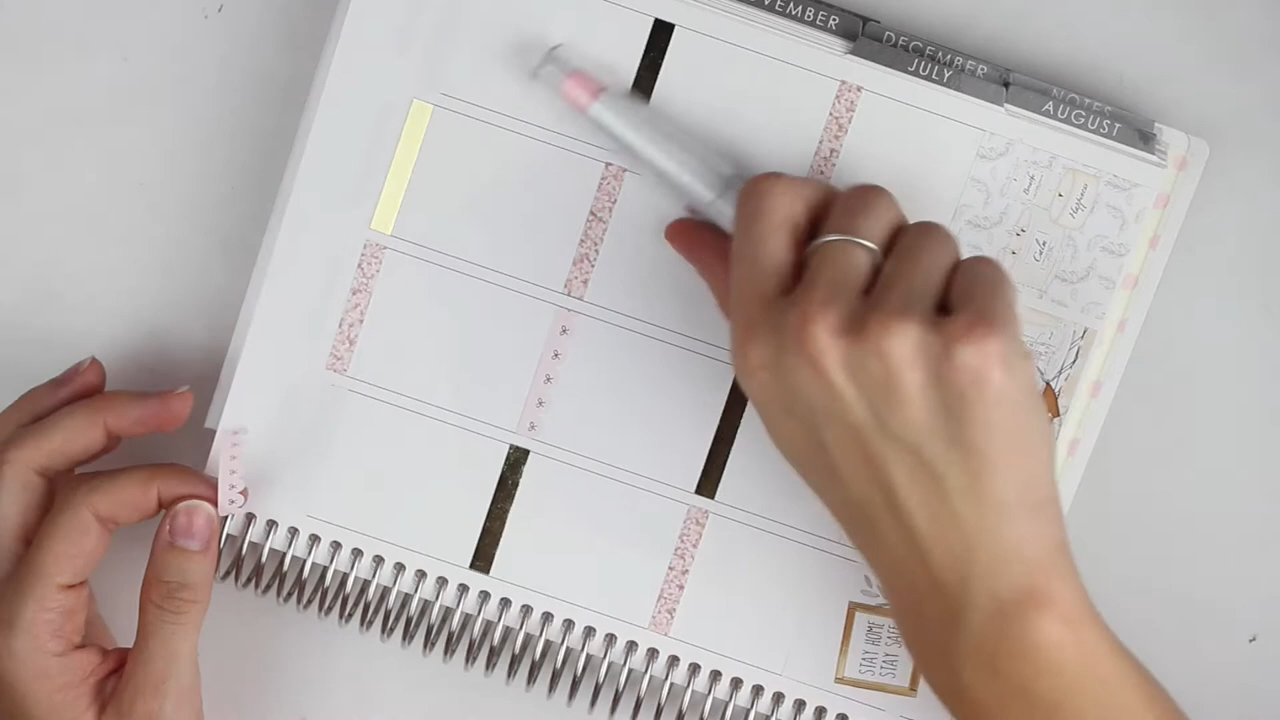 VEMBER
DECEMBER
JULY
NOTES
AUGUST
Happiness
Calm
STAY HOME
STAY SAFE